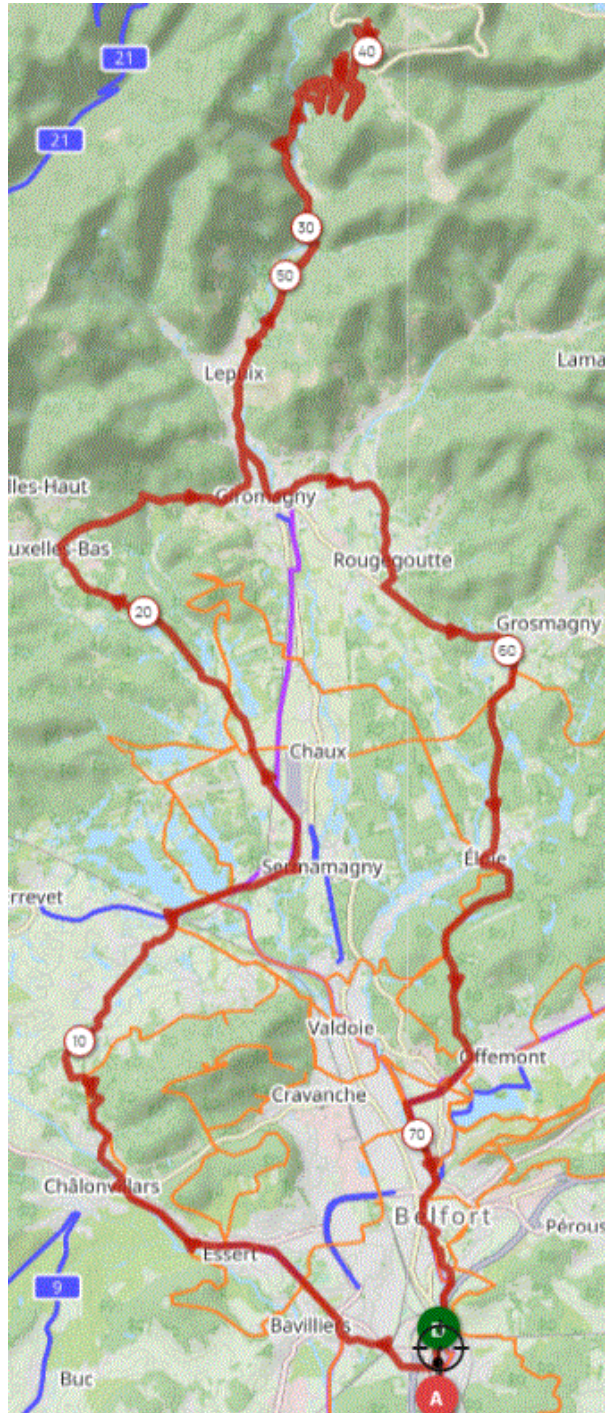 40
21
21
30
50
Lepuix
Lama
lles-Haut
Giromagny
uxelles-Bas
Rougegoutte
20
Grosmagny
60
Chaux
Éloie
Sermamagny
rrevet
Valdoie
10
Offemont
Cravanche
70
Châlonvillars
Belfort
Pérous
Essert
9
Bavilliers
Buc
A